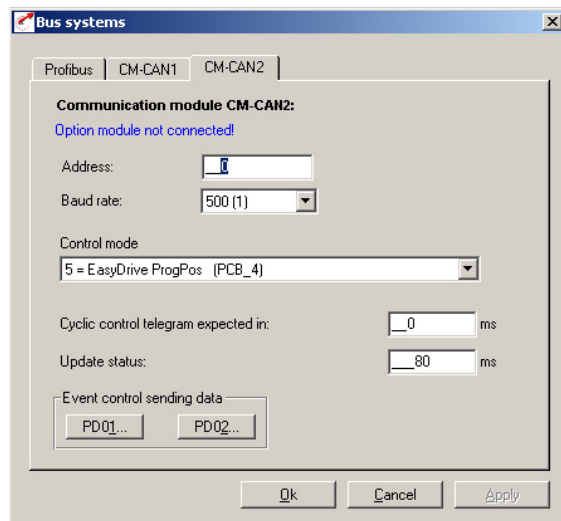 Bus systems
Profibus CM-CAN1 CM-CAN2
Communication module CM-CAN2:
Option module not connected!
Address: __0
Baud rate: 500 (1)
Control mode
5 = EasyDrive ProgPos (PCB_4)
Cyclic control telegram expected in: __0 ms
Update status: ___80 ms
Event control sending data
PD01... PD02...
Ok Cancel Apply